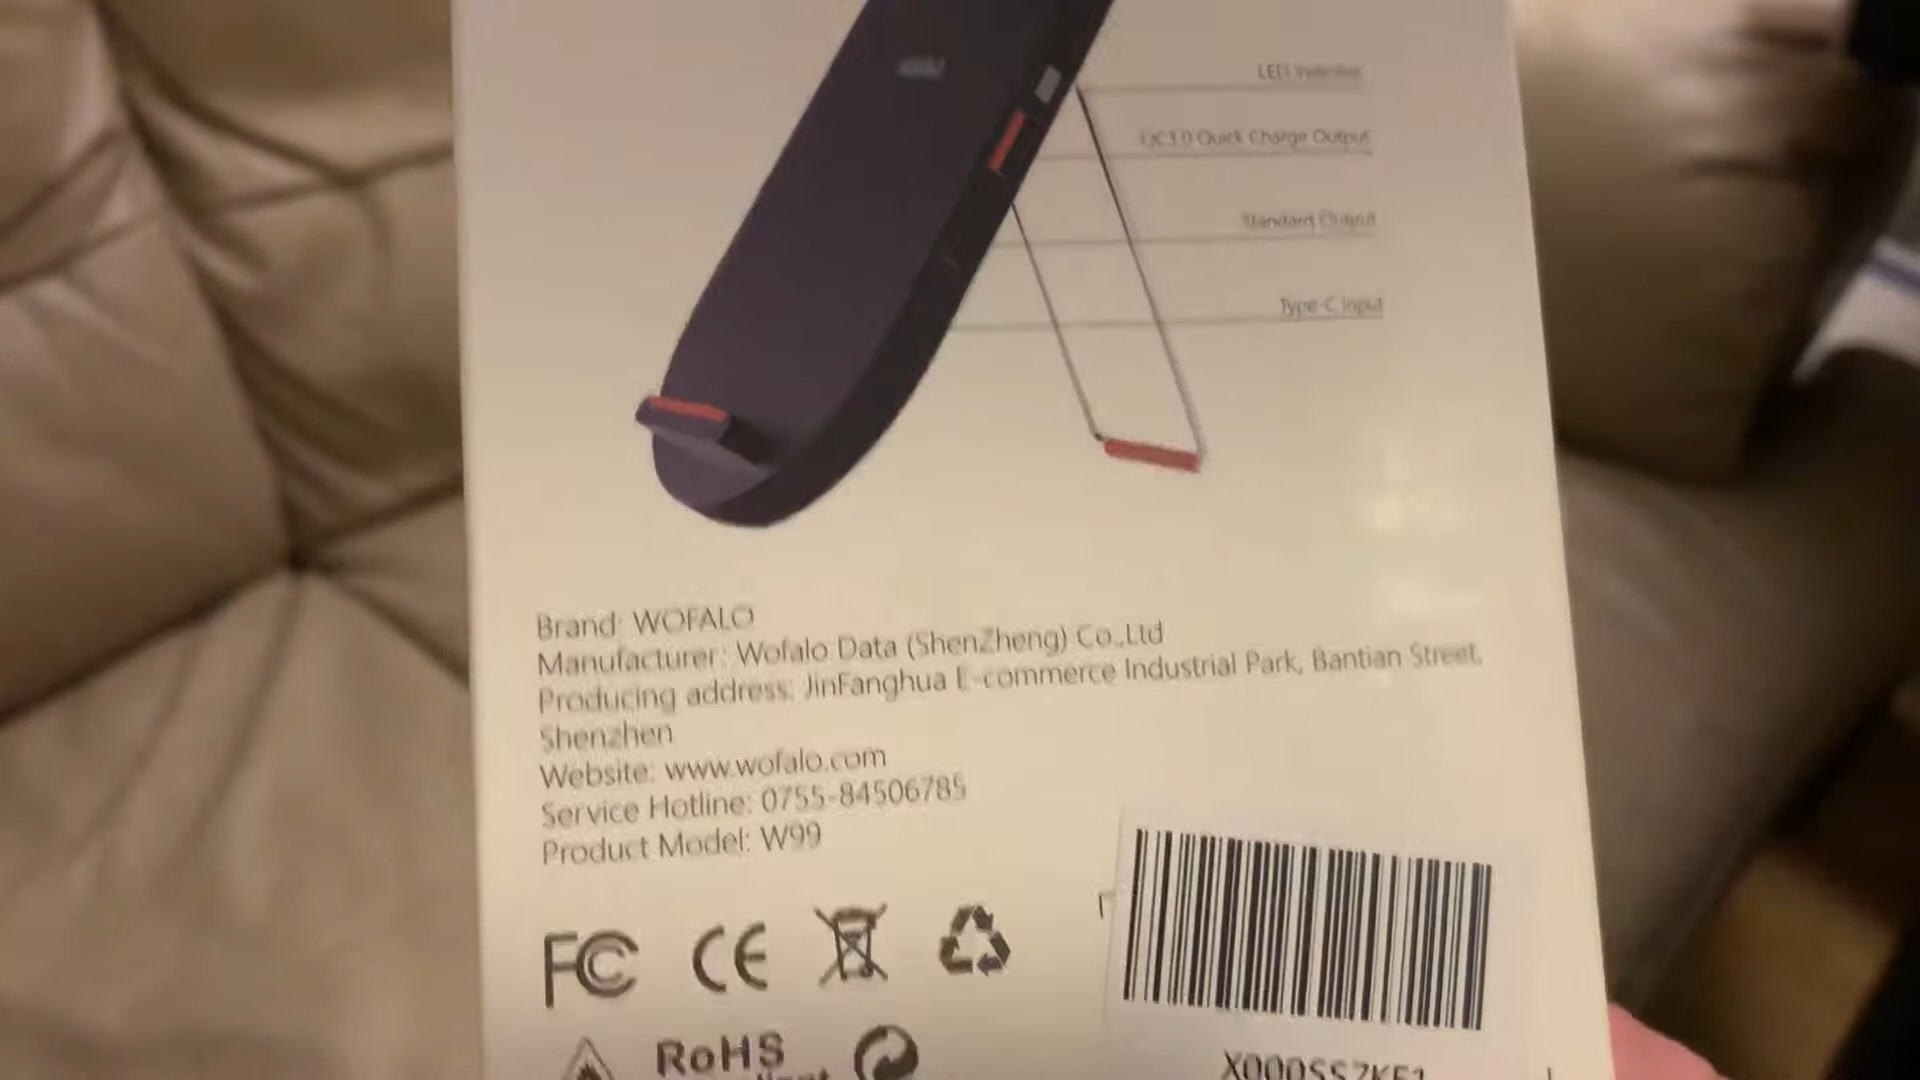 LED Indicator
QC3.0 Quick Charge Output
Standard Output
Type-C Input
Brand: WOFALO
Manufacturer: Wofalo Data (ShenZheng) Co.,Ltd
Producing address: JinFanghua E-commerce Industrial Park, Bantian Street,
Shenzhen
Website: www.wofalo.com
Service Hotline: 0755-84506785
Product Model: W99
FC CE
RoHS